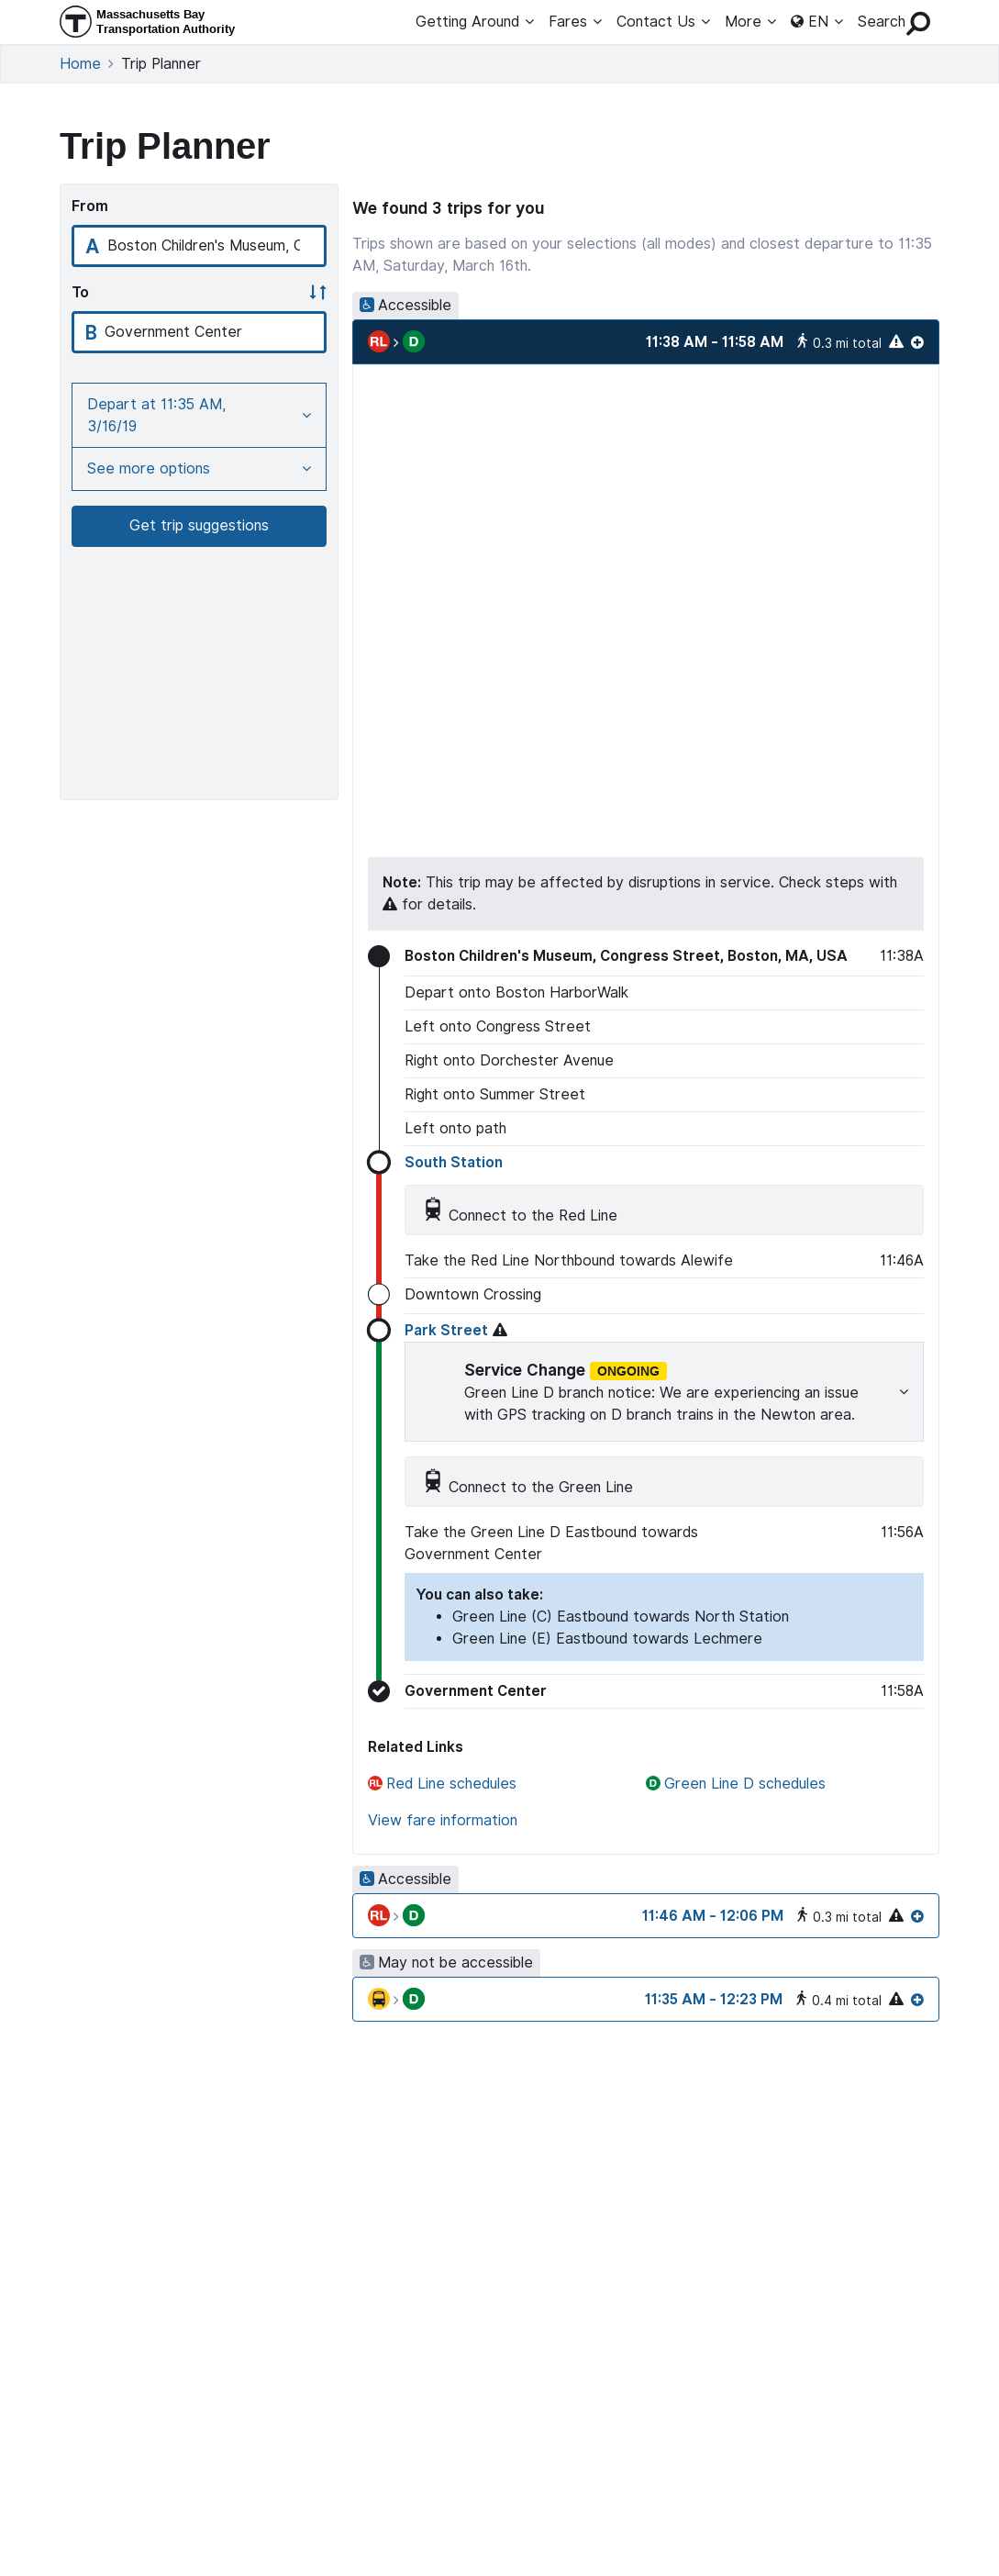 T Massachusetts Bay
Transportation Authority
Getting Around Fares Contact Us More EN Search
Home Trip Planner
Trip Planner
From
A Boston Children's Museum, C
To
B Government Center
Depart at 11:35 AM,
3/16/19
See more options
Get trip suggestions
We found 3 trips for you
Trips shown are based on your selections (all modes) and closest departure to 11:35
AM, Saturday, March 16th.
Accessible
RL D 11:38 AM - 11:58 AM 0.3 mi total
Note: This trip may be affected by disruptions in service. Check steps with
for details.
Boston Children's Museum, Congress Street, Boston, MA, USA 11:38A
Depart onto Boston HarborWalk
Left onto Congress Street
Right onto Dorchester Avenue
Right onto Summer Street
Left onto path
South Station
Connect to the Red Line
Take the Red Line Northbound towards Alewife 11:46A
Downtown Crossing
Park Street
Service Change ONGOING
Green Line D branch notice: We are experiencing an issue
with GPS tracking on D branch trains in the Newton area.
Connect to the Green Line
Take the Green Line D Eastbound towards 11:56A
Government Center
You can also take:
• Green Line (C) Eastbound towards North Station
• Green Line (E) Eastbound towards Lechmere
Government Center 11:58A
Related Links
RL Red Line schedules D Green Line D schedules
View fare information
Accessible
RL D 11:46 AM - 12:06 PM 0.3 mi total
May not be accessible
D 11:35 AM - 12:23 PM 0.4 mi total